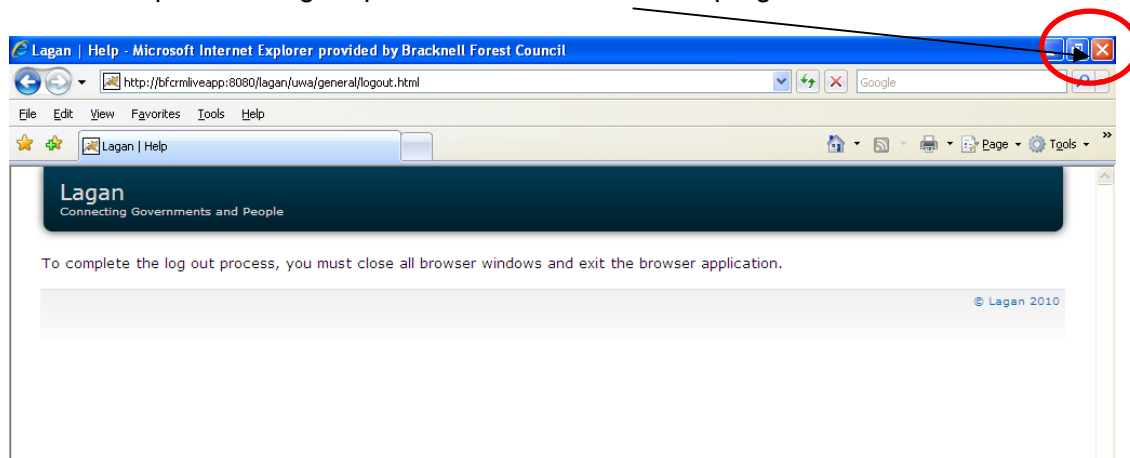 Lagan | Help - Microsoft Internet Explorer provided by Bracknell Forest Council
http://bfcrmliveapp:8080/lagan/uwa/general/logout.html
Google
File Edit View Favorites Tools Help
Lagan | Help
Page Tools »
Lagan
Connecting Governments and People
To complete the log out process, you must close all browser windows and exit the browser application.
© Lagan 2010